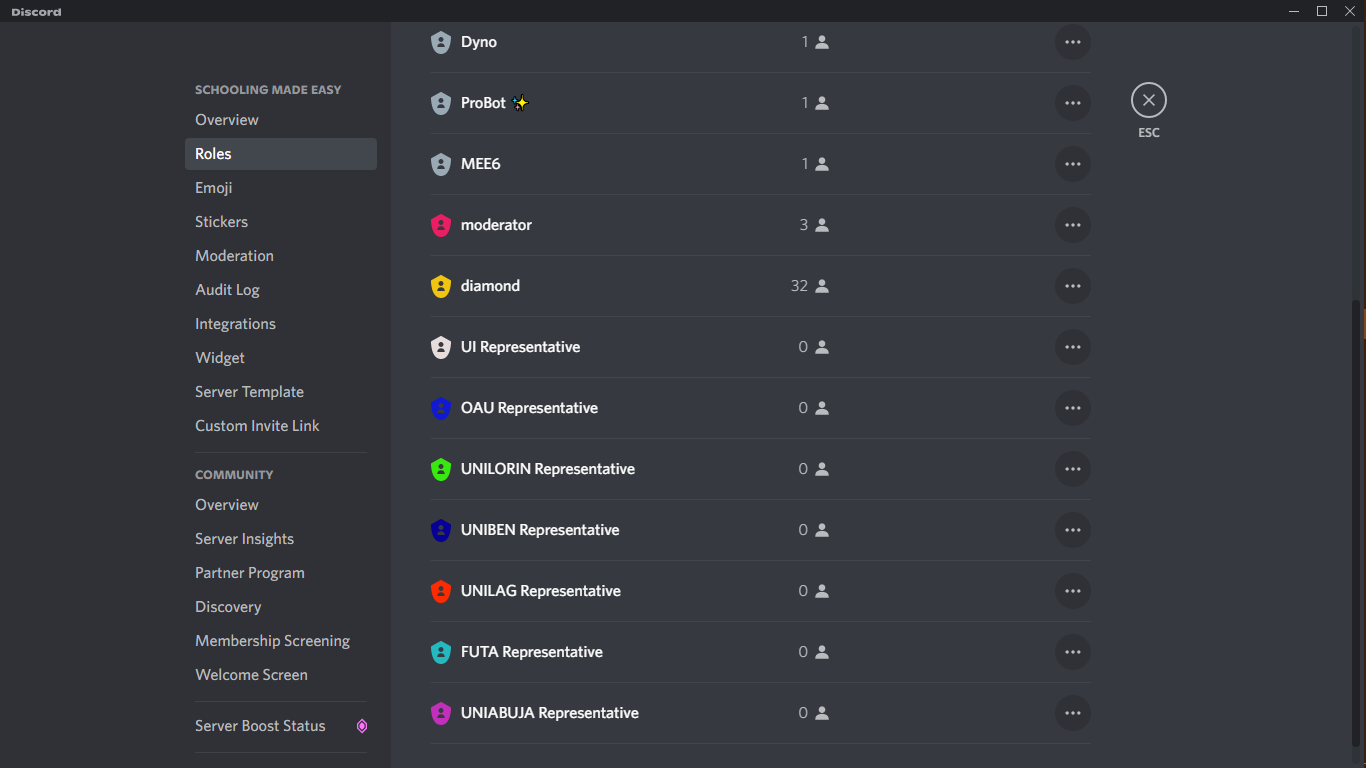 Discord
SCHOOLING MADE EASY
Overview
Roles
Emoji
Stickers
Moderation
Audit Log
Integrations
Widget
Server Template
Custom Invite Link
COMMUNITY
Overview
Server Insights
Partner Program
Discovery
Membership Screening
Welcome Screen
Server Boost Status
Dyno 1
ProBot ✨ 1
MEE6 1
moderator 3
diamond 32
UI Representative 0
OAU Representative 0
UNILORIN Representative 0
UNIBEN Representative 0
UNILAG Representative 0
FUTA Representative 0
UNIABUJA Representative 0
ESC